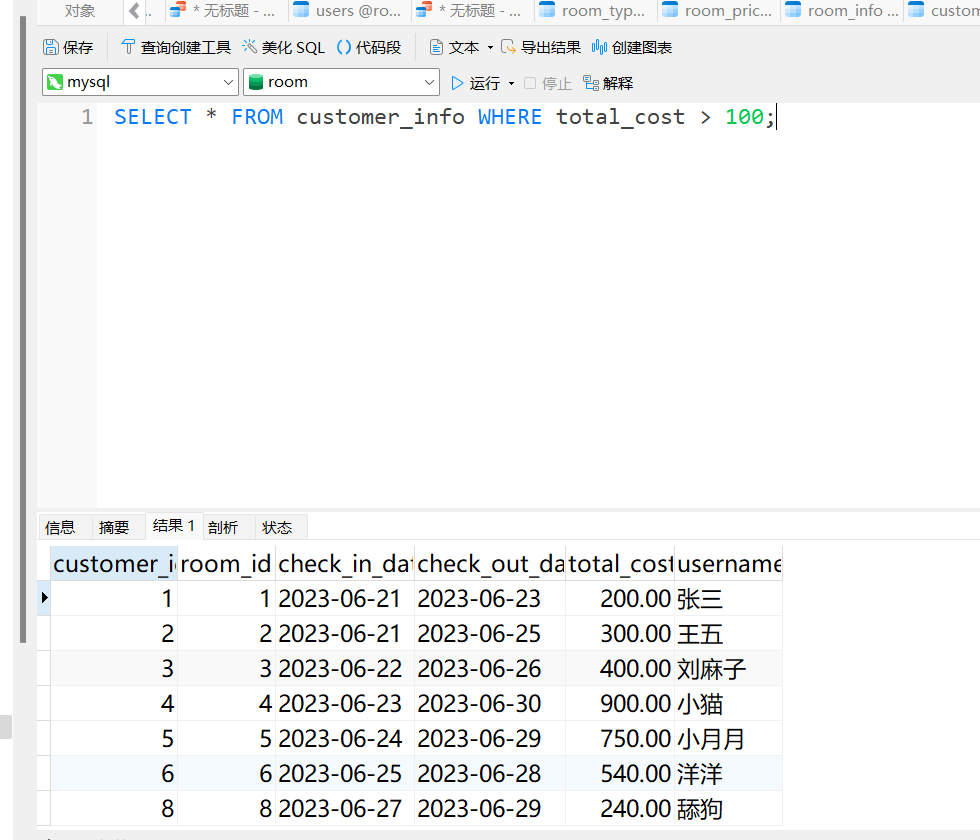 对象 .. * 无标题 - ... users @ro... * 无标题 - ... room_typ... room_pric... room_info ... custom
保存 查询创建工具 美化 SQL () 代码段 文本 导出结果 创建图表
mysql room 运行 停止 解释
1 SELECT * FROM customer_info WHERE total_cost > 100;
信息 摘要 结果 1 剖析 状态
customer_i room_id check_in_dat check_out_da total_cost username
1 1 2023-06-21 2023-06-23 200.00 张三
2 2 2023-06-21 2023-06-25 300.00 王五
3 3 2023-06-22 2023-06-26 400.00 刘麻子
4 4 2023-06-23 2023-06-30 900.00 小猫
5 5 2023-06-24 2023-06-29 750.00 小月月
6 6 2023-06-25 2023-06-28 540.00 洋洋
8 8 2023-06-27 2023-06-29 240.00 舔狗